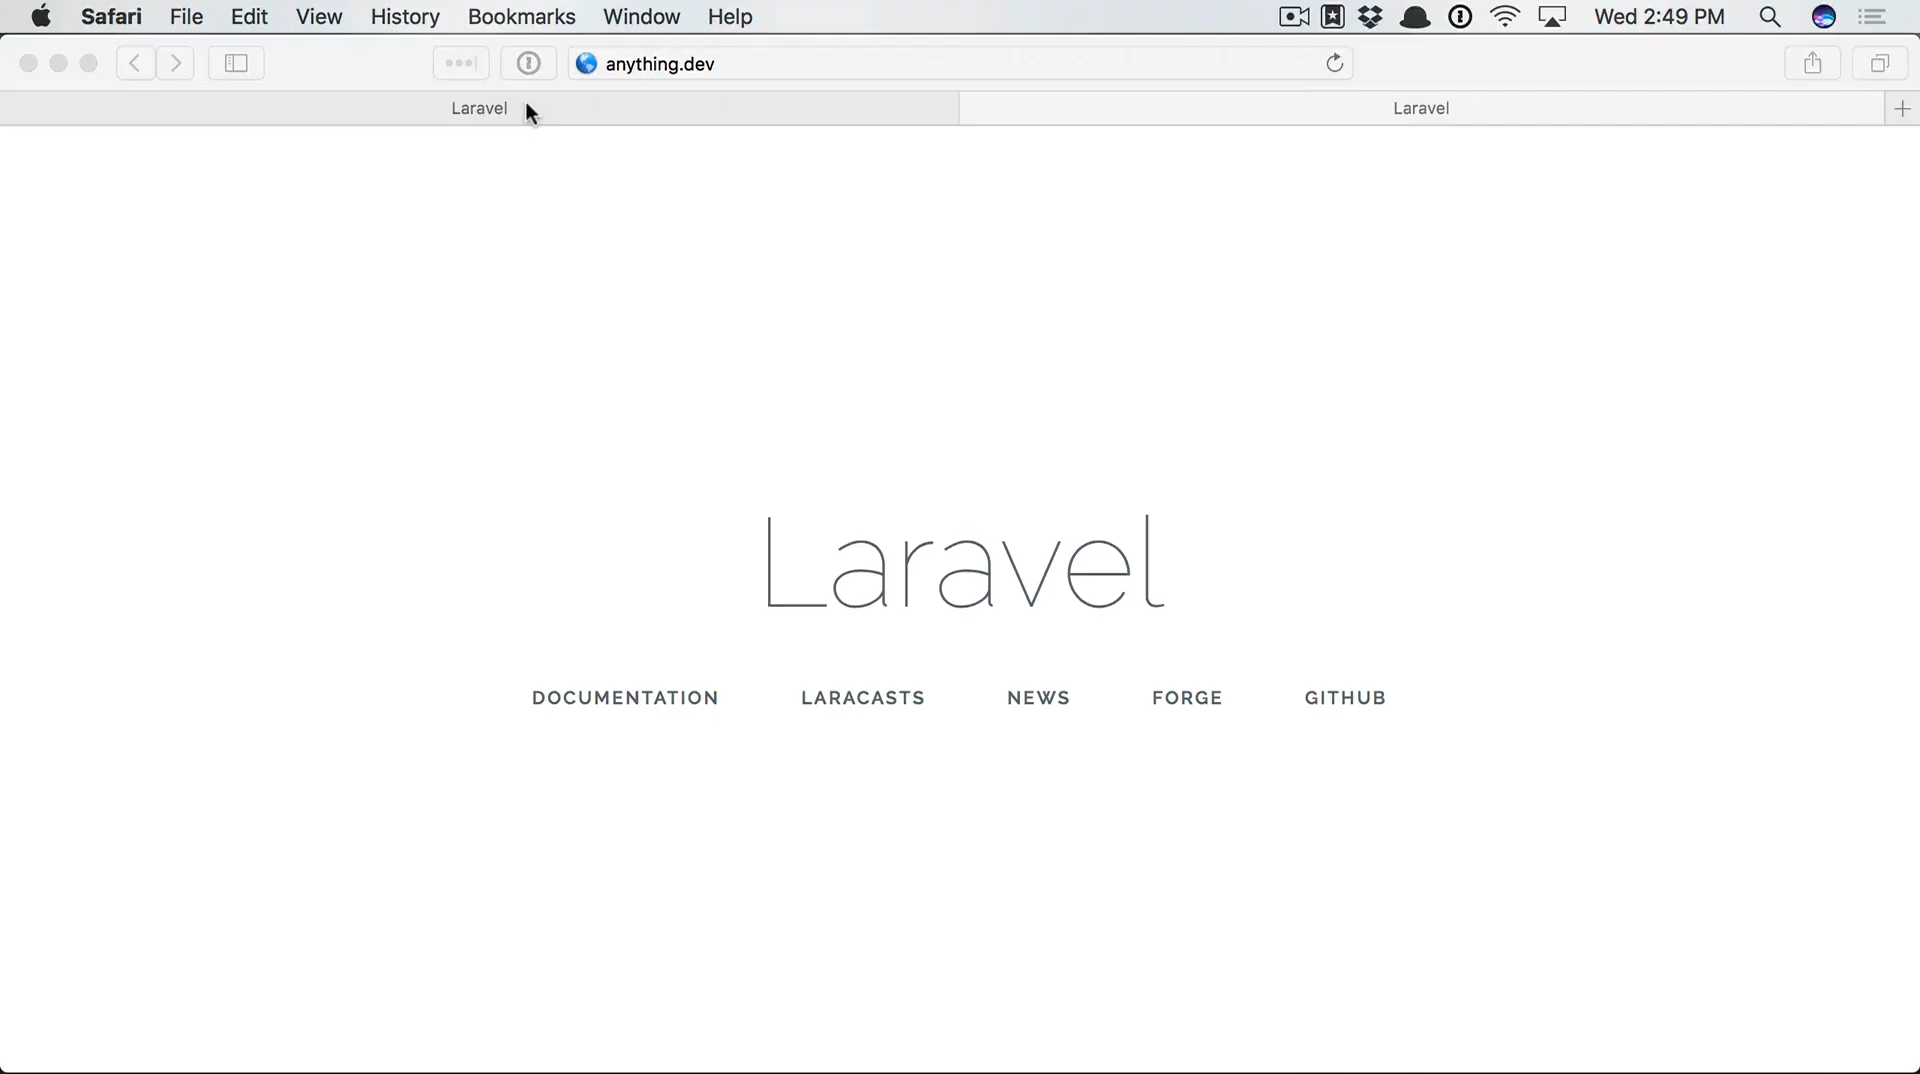 Safari File Edit View History Bookmarks Window Help Wed 2:49 PM
anything.dev
Laravel Laravel
Laravel
DOCUMENTATION LARACASTS NEWS FORGE GITHUB